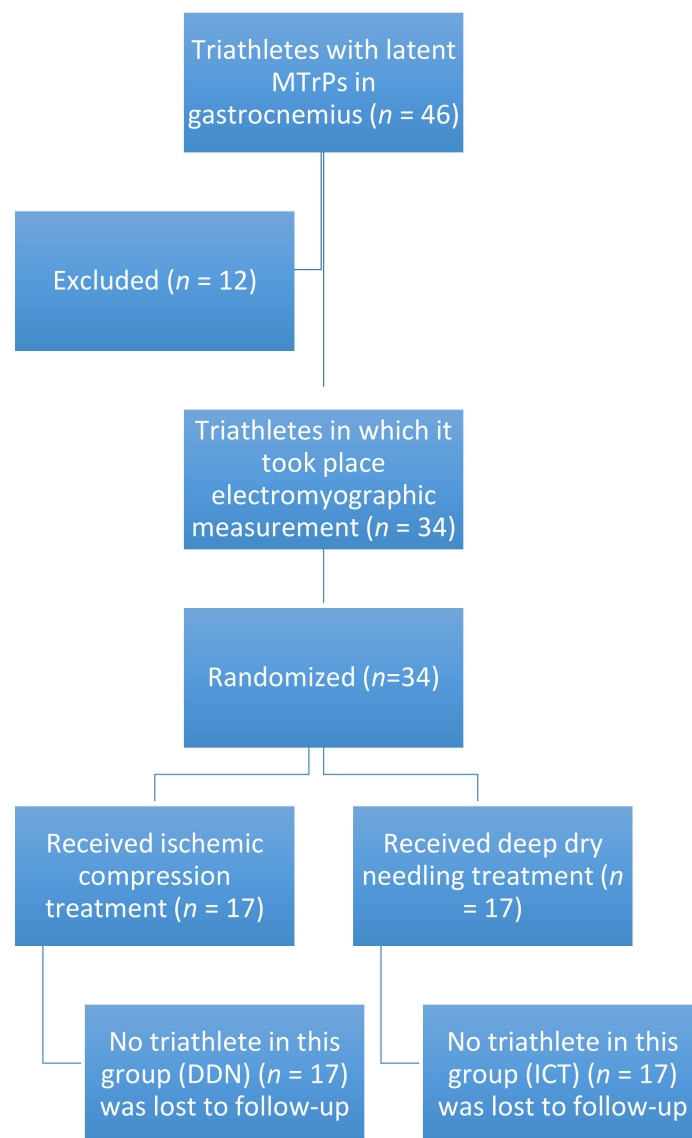 Triathletes with latent
MTrPs in
gastrocnemius (n = 46)
Excluded (n = 12)
Triathletes in which it
took place
electromyographic
measurement (n = 34)
Randomized (n=34)
Received ischemic
compression
treatment (n = 17)
Received deep dry
needling treatment (n
= 17)
No triathlete in this
group (DDN) (n = 17)
was lost to follow-up
No triathlete in this
group (ICT) (n = 17)
was lost to follow-up